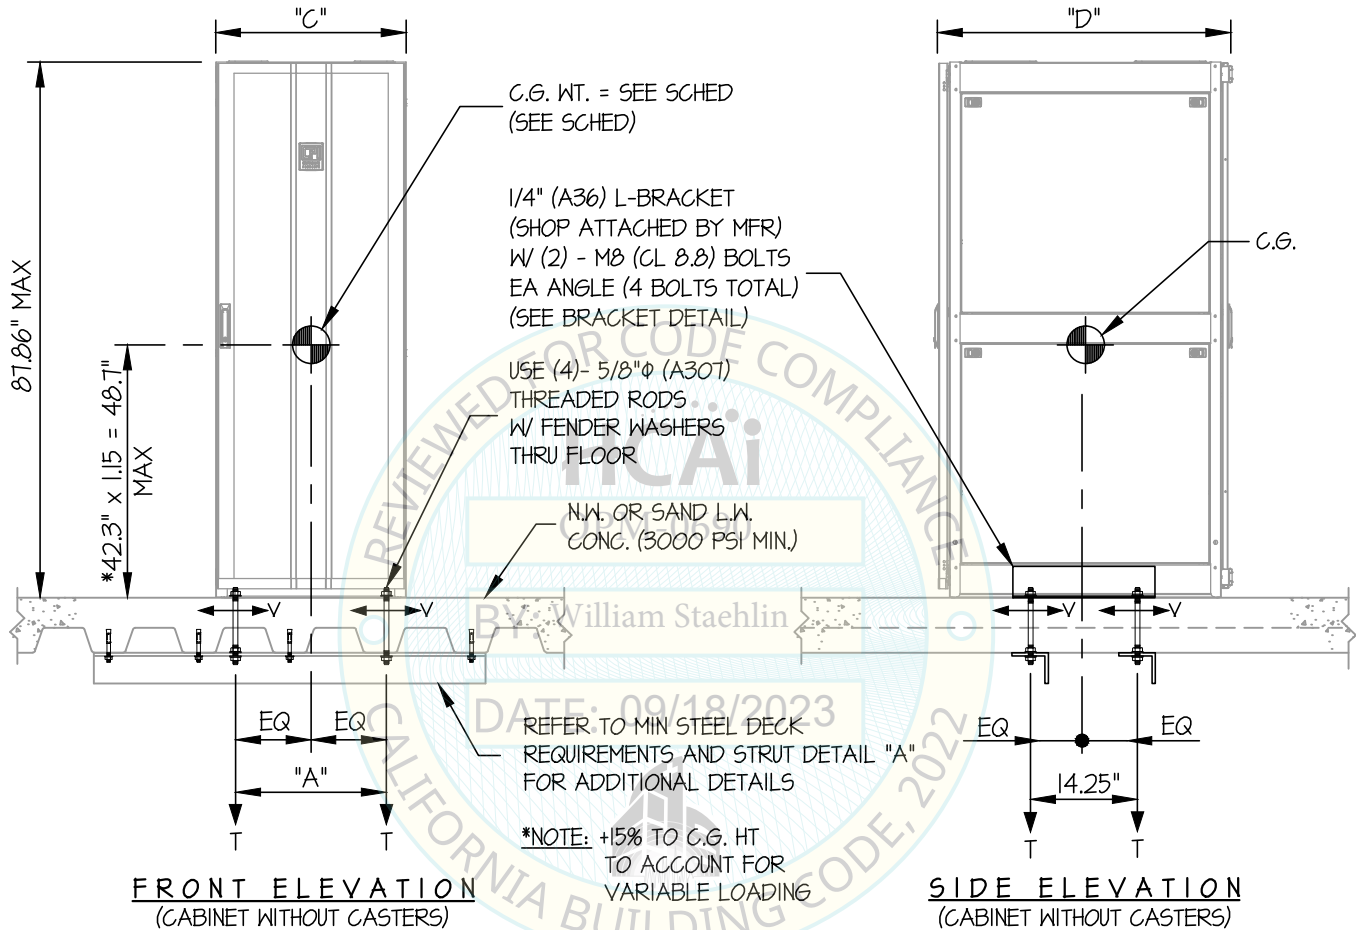 "C"
"D"
87.86" MAX
*42.3" x 1.15 = 48.7"
MAX
C.G. WT. = SEE SCHED
(SEE SCHED)
1/4" (A36) L-BRACKET
(SHOP ATTACHED BY MFR)
W/ (2) - M8 (CL 8.8) BOLTS
EA ANGLE (4 BOLTS TOTAL)
(SEE BRACKET DETAIL)
C.G.
USE (4)- 5/8"Φ (A307)
THREADED RODS
W/ FENDER WASHERS
THRU FLOOR
N.W. OR SAND L.W.
CONC. (3000 PSI MIN.)
V
V
V
V
EQ
EQ
"A"
T
T
REFER TO MIN STEEL DECK
REQUIREMENTS AND STRUT DETAIL "A"
FOR ADDITIONAL DETAILS
*NOTE: +15% TO C.G. HT
TO ACCOUNT FOR
VARIABLE LOADING
EQ
EQ
14.25"
T
T
FRONT ELEVATION
(CABINET WITHOUT CASTERS)
SIDE ELEVATION
(CABINET WITHOUT CASTERS)
REVIEWED FOR CODE COMPLIANCE
HCAi
OPM-0690
BY: William Staehlin
DATE: 09/18/2023
CALIFORNIA BUILDING CODE, 2022